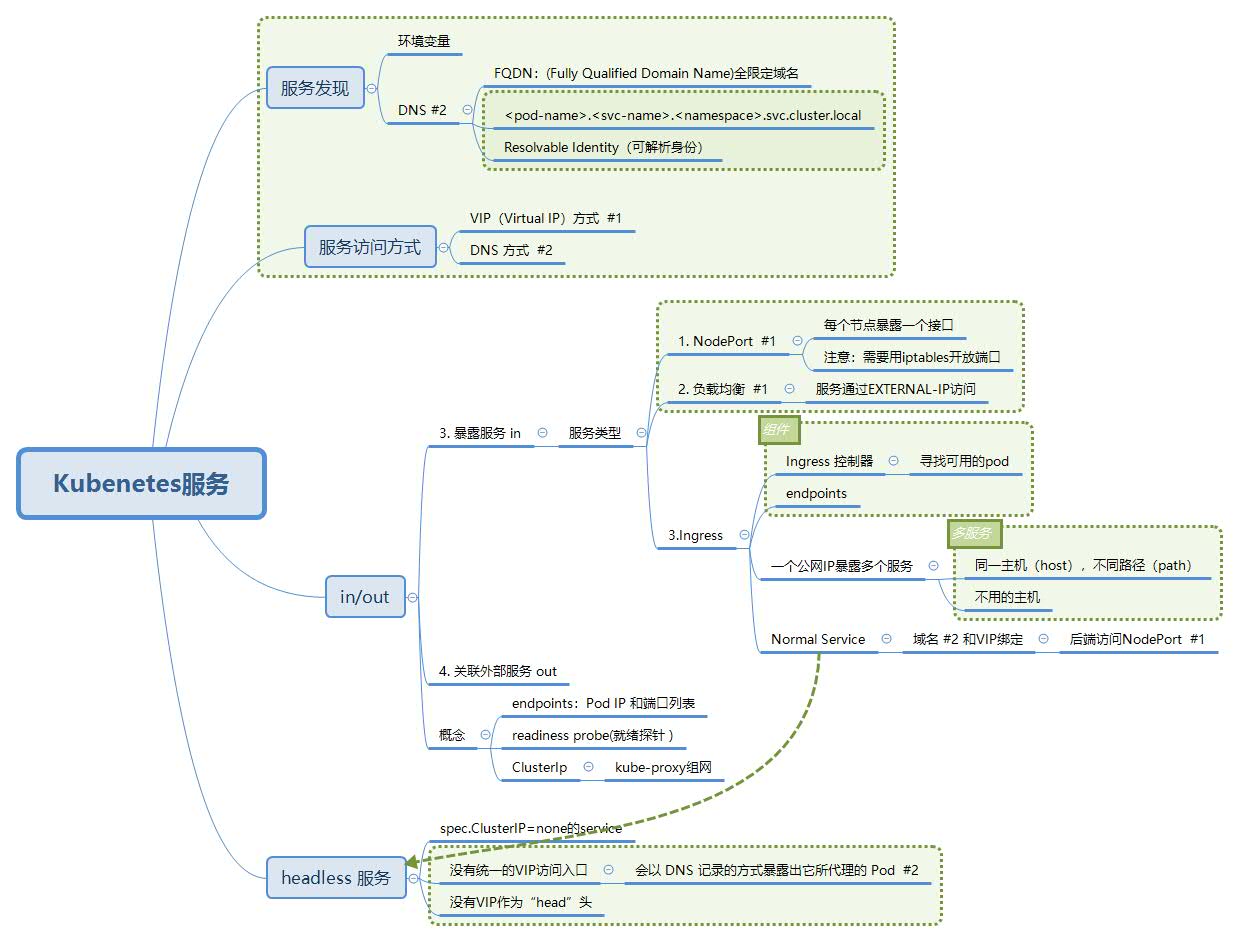 Kubenetes服务
服务发现
环境变量
DNS #2
FQDN：(Fully Qualified Domain Name)全限定域名
<pod-name>.<svc-name>.<namespace>.svc.cluster.local
Resolvable Identity（可解析身份）
服务访问方式
VIP（Virtual IP）方式 #1
DNS 方式 #2
in/out
3. 暴露服务 in
服务类型
1. NodePort #1
每个节点暴露一个接口
注意：需要用iptables开放端口
2. 负载均衡 #1
服务通过EXTERNAL-IP访问
3.Ingress
组件
Ingress 控制器
寻找可用的pod
endpoints
一个公网IP暴露多个服务
多服务
同一主机（host），不同路径（path）
不用的主机
Normal Service
域名 #2 和VIP绑定
后端访问NodePort #1
4. 关联外部服务 out
概念
endpoints：Pod IP 和端口列表
readiness probe(就绪探针 )
ClusterIp
kube-proxy组网
headless 服务
spec.ClusterIP=none的service
没有统一的VIP访问入口
会以 DNS 记录的方式暴露出它所代理的 Pod #2
没有VIP作为“head”头